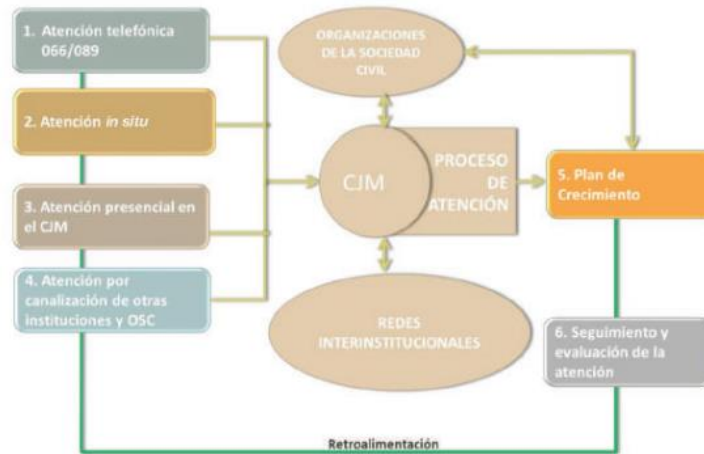 1. Atención telefónica
066/089
2. Atención in situ
3. Atención presencial en
el CJM
4. Atención por
canalización de otras
instituciones y OSC
ORGANIZACIONES
DE LA SOCIEDAD
CIVIL
CJM
PROCESO
DE
ATENCIÓN
REDES
INTERINSTITUCIONALES
5. Plan de
Crecimiento
6. Seguimiento y
evaluación de la
atención
Retroalimentación